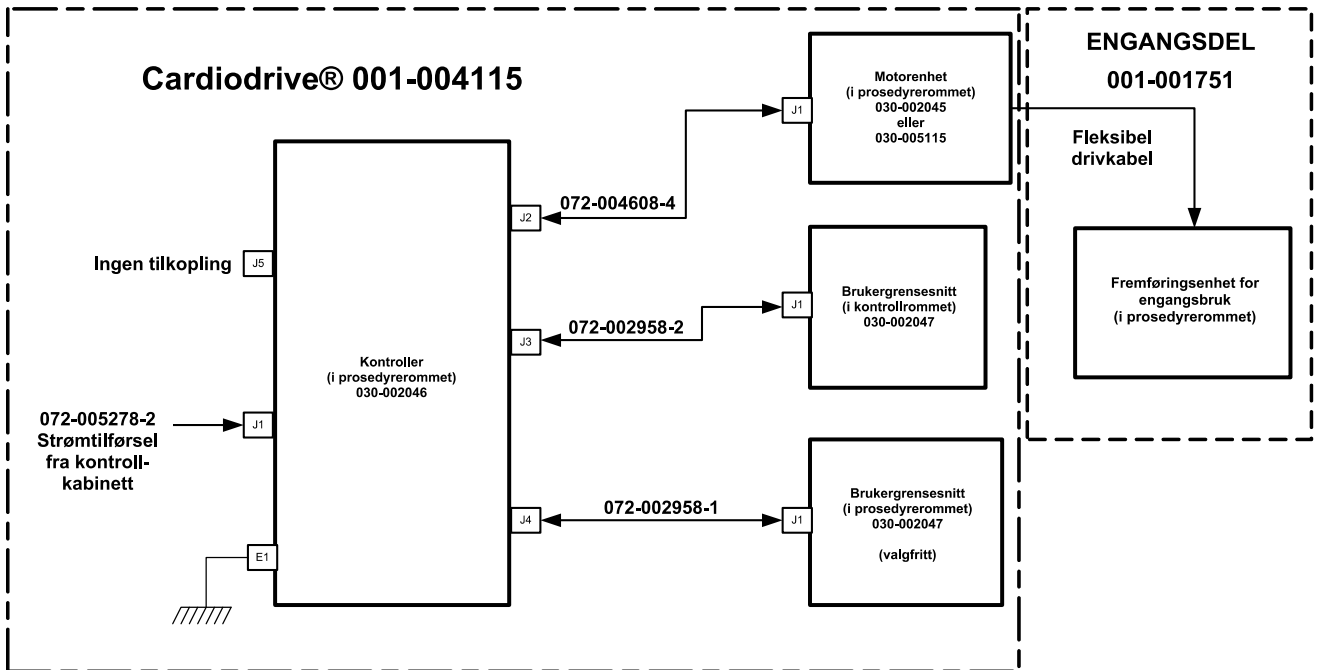 Cardiodrive® 001-004115
Ingen tilkopling
J5
072-005278-2
Strømtilførsel
fra kontroll-
kabinett
J1
E1
Kontroller
(i prosedyrerommet)
030-002046
J2
072-004608-4
J3
072-002958-2
J4
072-002958-1
J1
Motorenhet
(i prosedyrerommet)
030-002045
eller
030-005115
J1
Brukergrensesnitt
(i kontrollrommet)
030-002047
J1
Brukergrensesnitt
(i prosedyrerommet)
030-002047
(valgfritt)
ENGANGSDEL
001-001751
Fleksibel
drivkabel
Fremføringsenhet for
engangsbruk
(i prosedyrerommet)